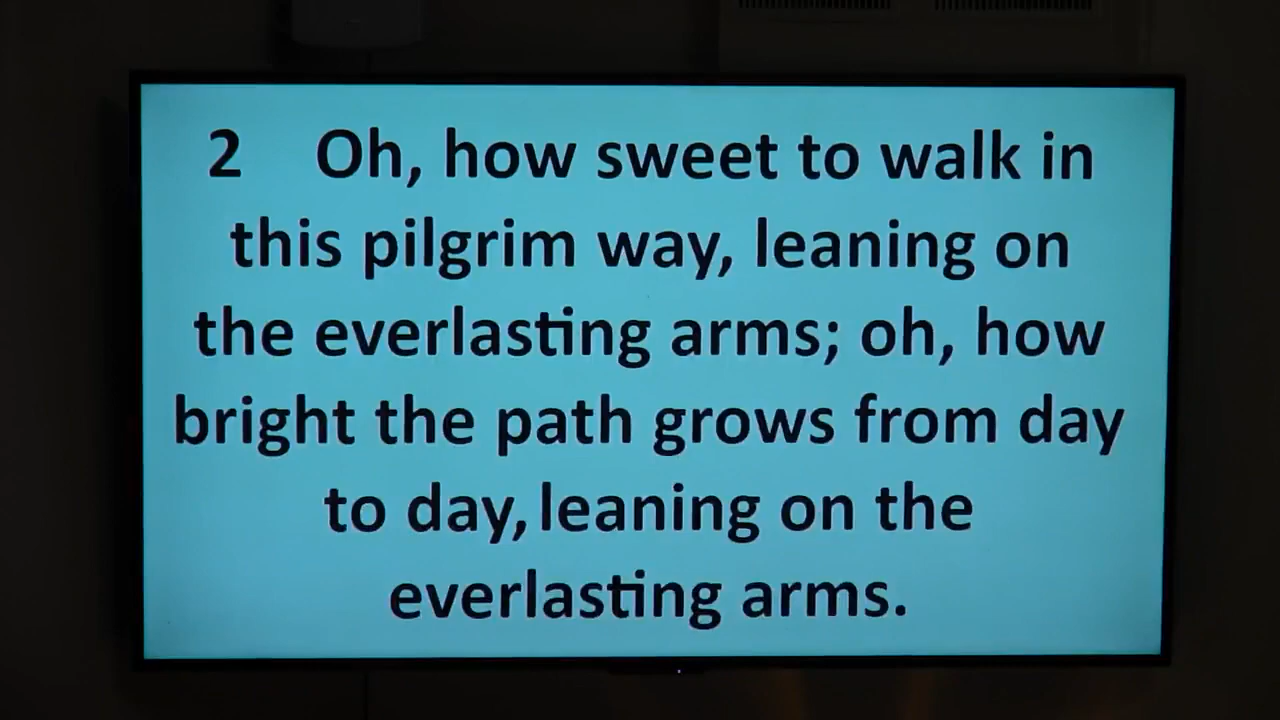 2 Oh, how sweet to walk in
this pilgrim way, leaning on
the everlasting arms; oh, how
bright the path grows from day
to day, leaning on the
everlasting arms.